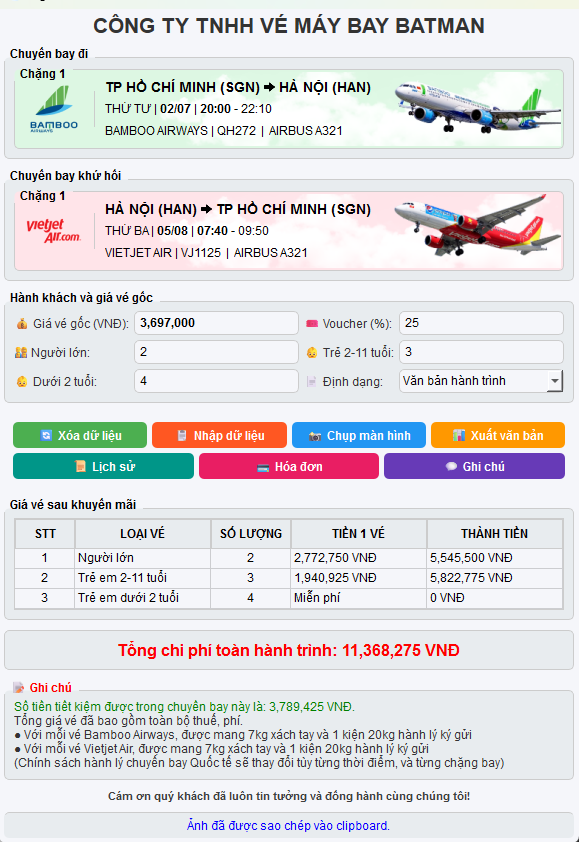 CÔNG TY TNHH VÉ MÁY BAY BATMAN
Chuyến bay đi
Chặng 1
BAMBOO
AIRWAYS
TP HỒ CHÍ MINH (SGN) ➜ HÀ NỘI (HAN)
THỨ TƯ | 02/07 | 20:00 - 22:10
BAMBOO AIRWAYS | QH272 | AIRBUS A321
Chuyến bay khứ hồi
Chặng 1
vietjet
Air.com
HÀ NỘI (HAN) ➜ TP HỒ CHÍ MINH (SGN)
THỨ BA | 05/08 | 07:40 - 09:50
VIETJET AIR | VJ1125 | AIRBUS A321
Hành khách và giá vé gốc
Giá vé gốc (VNĐ): 3,697,000 Voucher (%): 25
Người lớn: 2 Trẻ 2-11 tuổi: 3
Dưới 2 tuổi: 4 Định dạng: Văn bản hành trình
Xóa dữ liệu Nhập dữ liệu Chụp màn hình Xuất văn bản
Lịch sử Hóa đơn Ghi chú
Giá vé sau khuyến mãi
STT LOẠI VÉ SỐ LƯỢNG TIỀN 1 VÉ THÀNH TIỀN
1 Người lớn 2 2,772,750 VNĐ 5,545,500 VNĐ
2 Trẻ em 2-11 tuổi 3 1,940,925 VNĐ 5,822,775 VNĐ
3 Trẻ em dưới 2 tuổi 4 Miễn phí 0 VNĐ
Tổng chi phí toàn hành trình: 11,368,275 VNĐ
Ghi chú
Số tiền tiết kiệm được trong chuyến bay này là: 3,789,425 VNĐ.
Tổng giá vé đã bao gồm toàn bộ thuế, phí.
● Với mỗi vé Bamboo Airways, được mang 7kg xách tay và 1 kiện 20kg hành lý ký gửi
● Với mỗi vé Vietjet Air, được mang 7kg xách tay và 1 kiện 20kg hành lý ký gửi
(Chính sách hành lý chuyến bay Quốc tế sẽ thay đổi tùy từng thời điểm, và từng chặng bay)
Cám ơn quý khách đã luôn tin tưởng và đồng hành cùng chúng tôi!
Ảnh đã được sao chép vào clipboard.